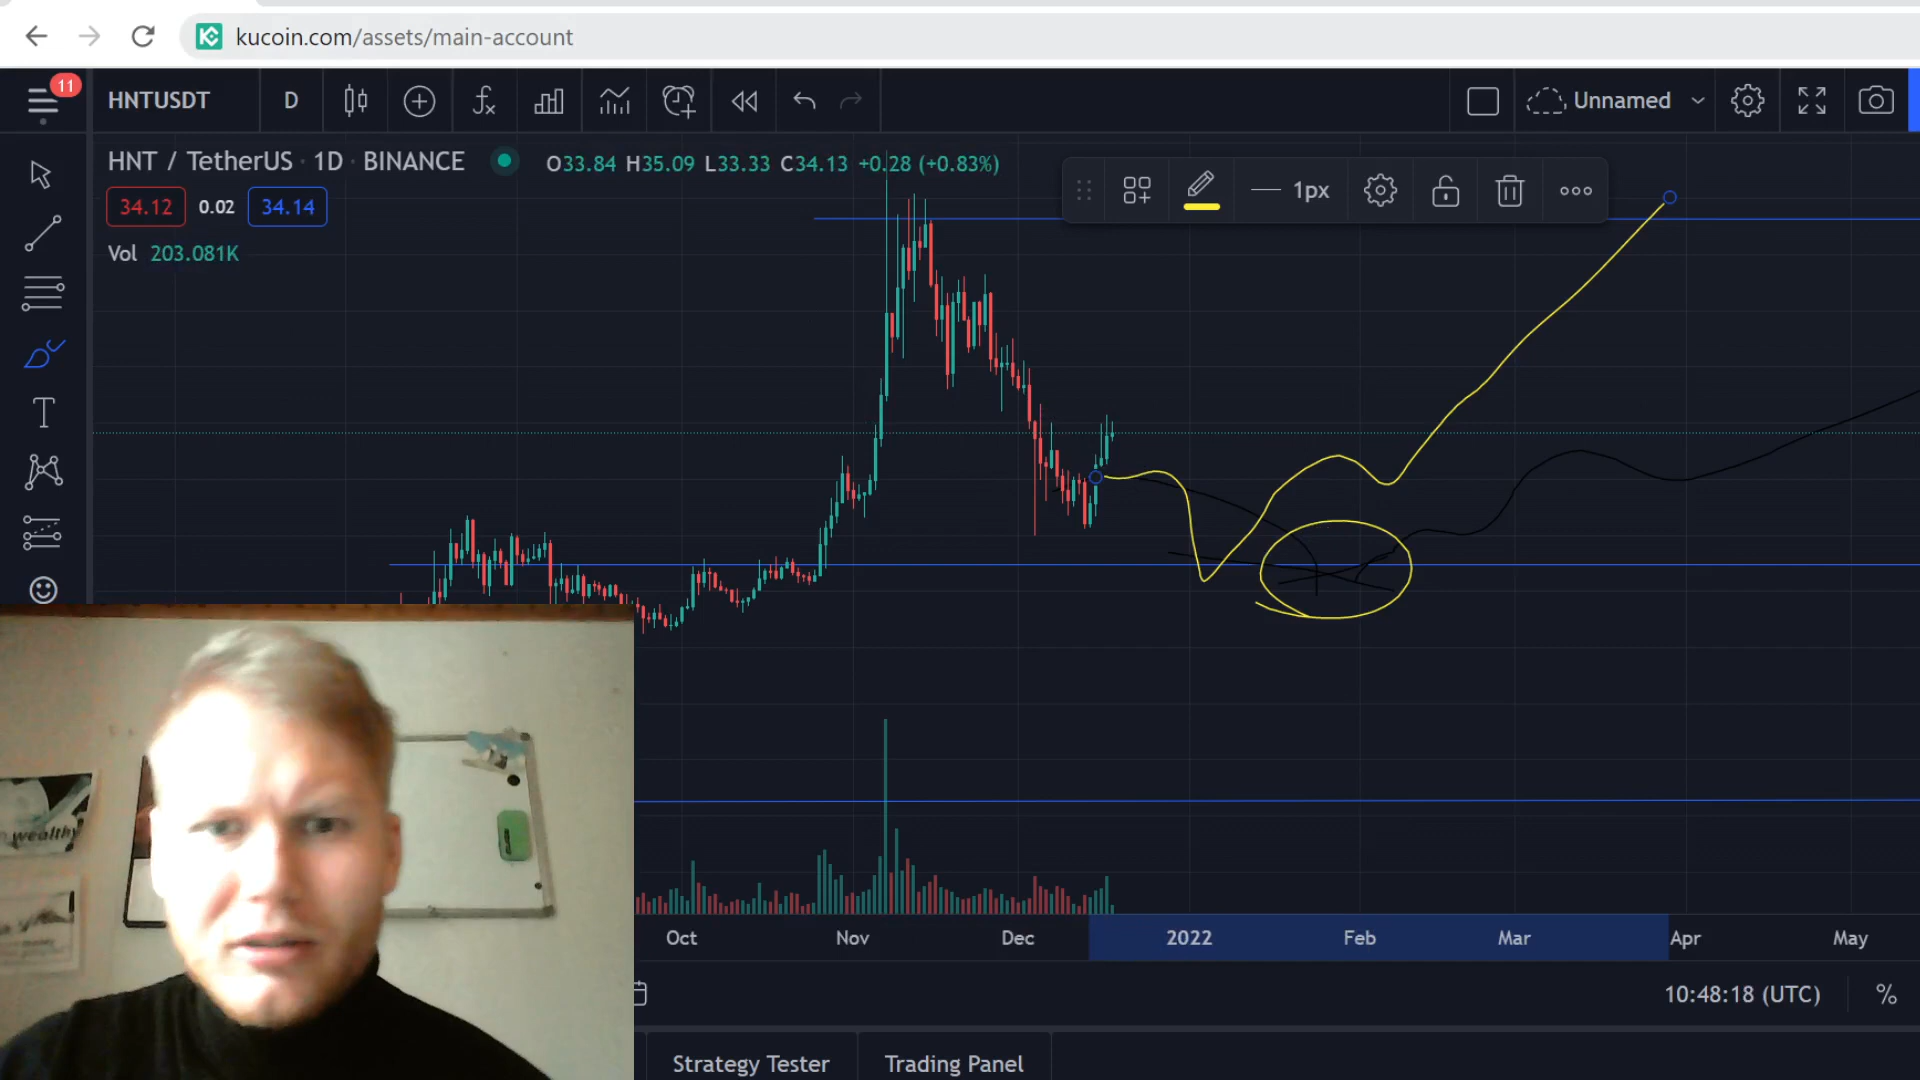 kucoin.com/assets/main-account
11
HNTUSDT
D
Unnamed
HNT / TetherUS · 1D · BINANCE
O33.84 H35.09 L33.33 C34.13 +0.28 (+0.83%)
1px
34.12
0.02
34.14
Vol 203.081K
wealthy
Oct
Nov
Dec
2022
Feb
Mar
Apr
May
10:48:18 (UTC)
%
Strategy Tester
Trading Panel